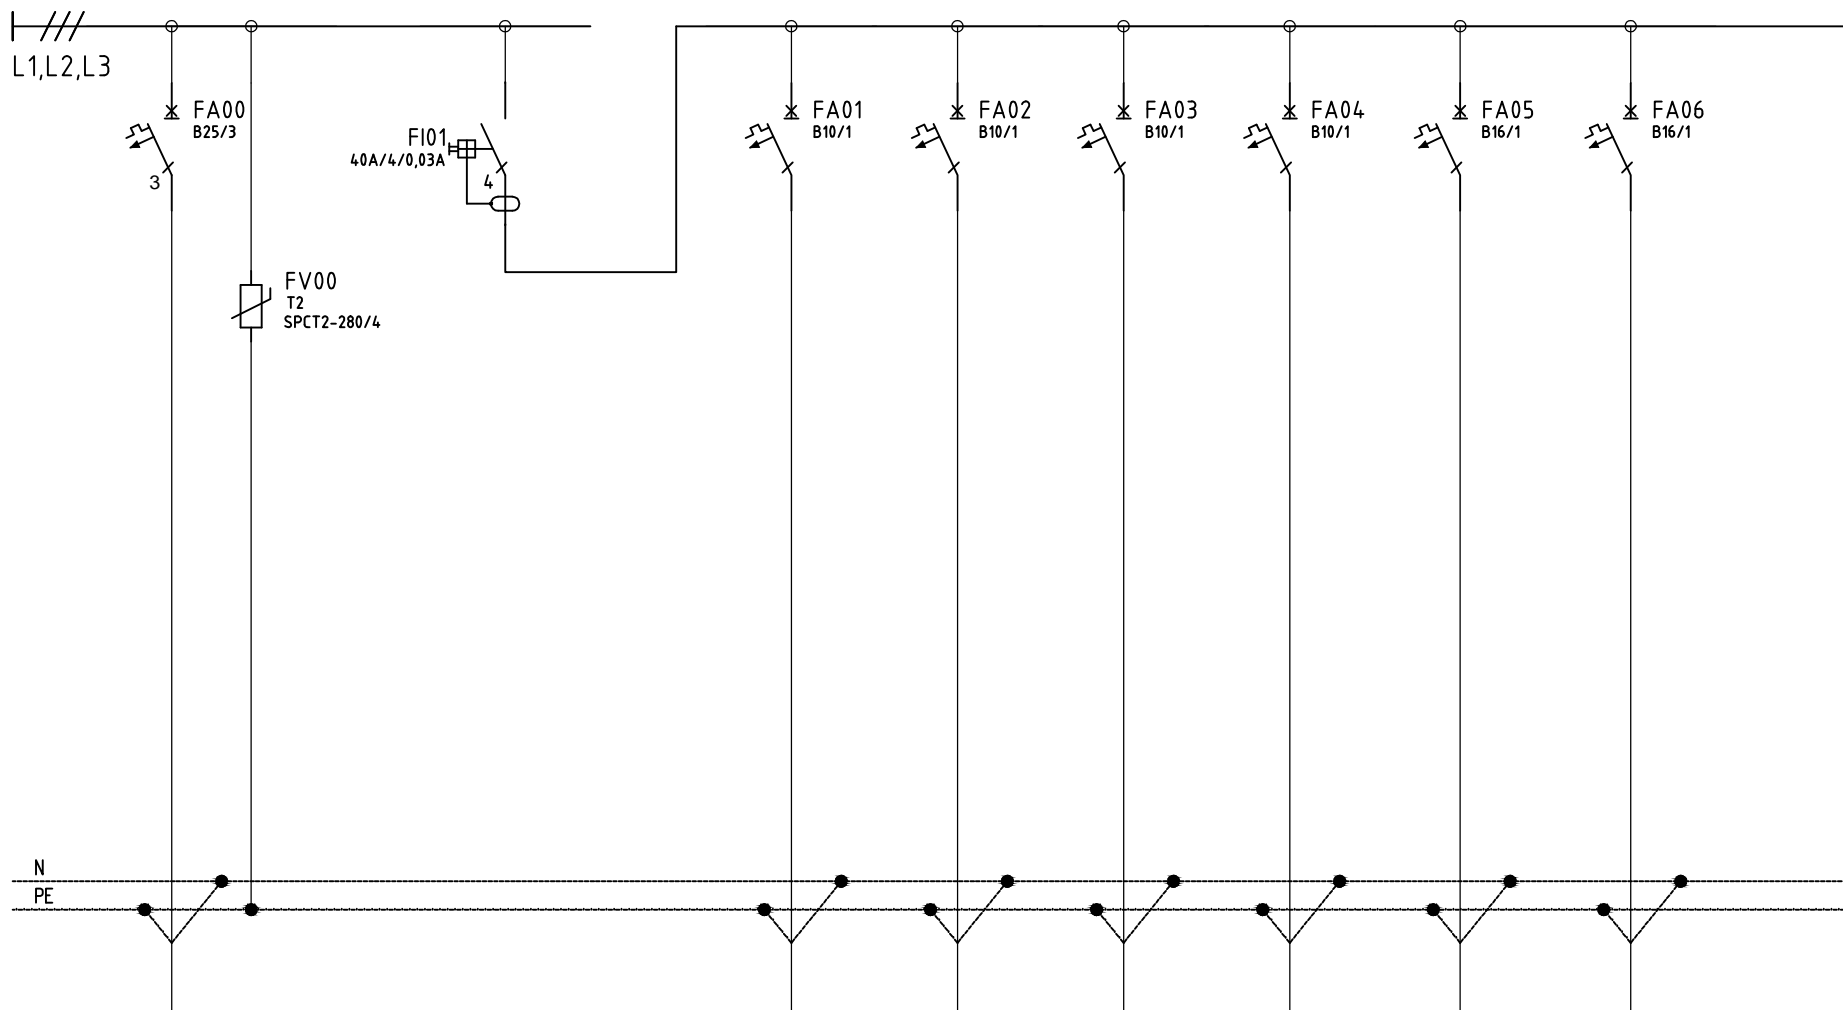 L1,L2,L3
FA00
B25/3
3
FV00
T2
SPCT2-280/4
FI01
40A/4/0,03A
4
FA01
B10/1
FA02
B10/1
FA03
B10/1
FA04
B10/1
FA05
B16/1
FA06
B16/1
N
PE